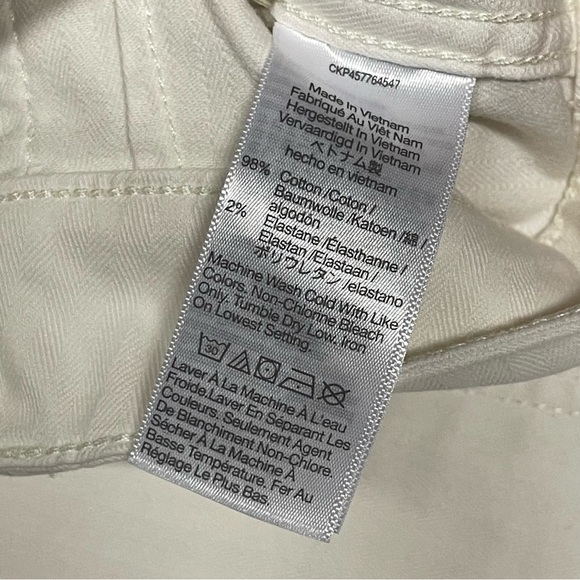 CKP457764547
Made In Vietnam
Fabriqué Au Viêt Nam
Hergestellt In Vietnam
Vervaardigd In Vietnam
ベトナム製
hecho en vietnam
98% Cotton /Coton /
Baumwolle /Katoen /綿 /
algodón
2% Elastane /Élasthanne /
Elastan /Elastaan /
ポリウレタン /elastano
Machine Wash Cold With Like
Colors. Non-Chlorine Bleach
Only. Tumble Dry Low. Iron
On Lowest Setting.
30
Laver À La Machine À L'eau
Froide.Laver En Séparant Les
Couleurs. Seulement Agent
De Blanchiment Non-Chlore.
Sécher À La Machine À
Basse Température. Fer Au
Réglage Le Plus Bas.